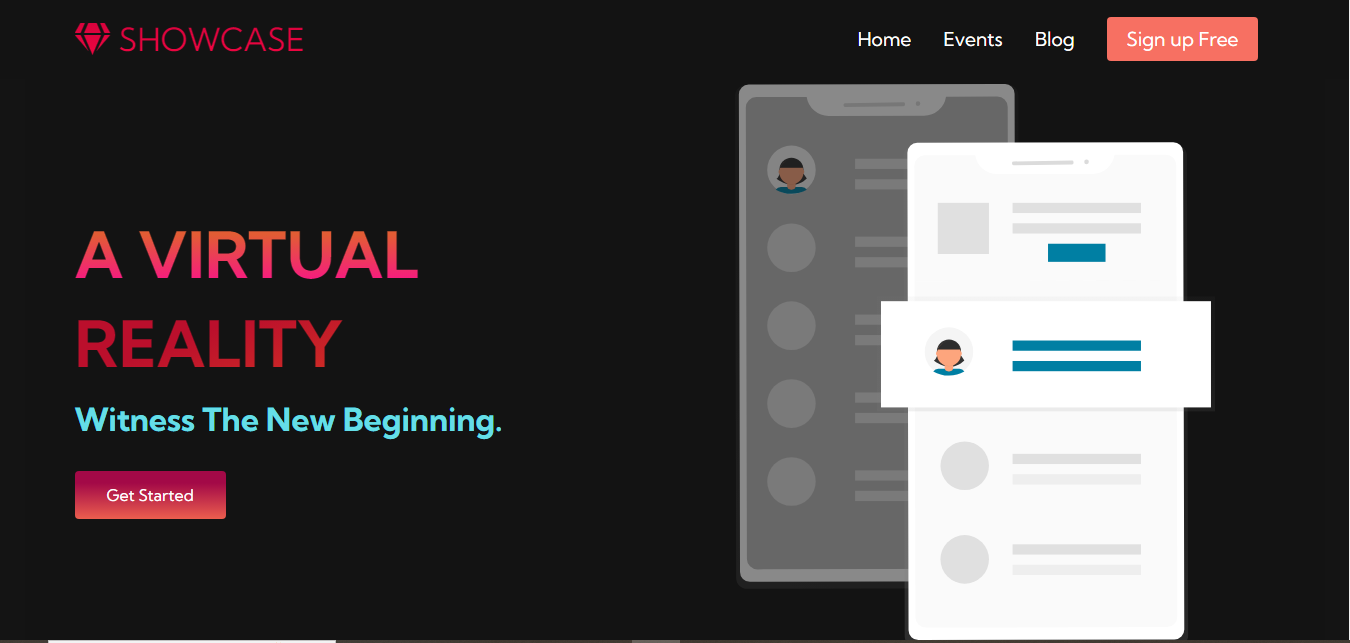 SHOWCASE
Home Events Blog Sign up Free
A VIRTUAL
REALITY
Witness The New Beginning.
Get Started